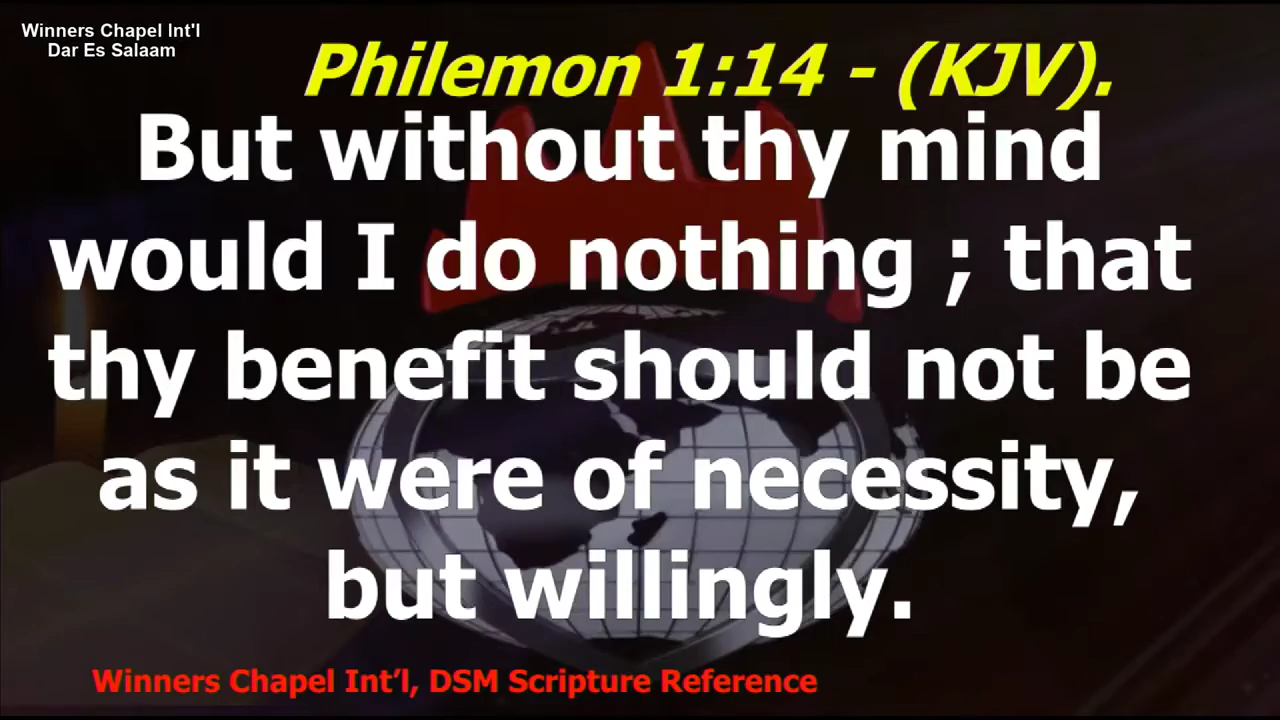 Winners Chapel Int'l
Dar Es Salaam
Philemon 1:14 - (KJV).
But without thy mind
would I do nothing ; that
thy benefit should not be
as it were of necessity,
but willingly.
Winners Chapel Int’l, DSM Scripture Reference